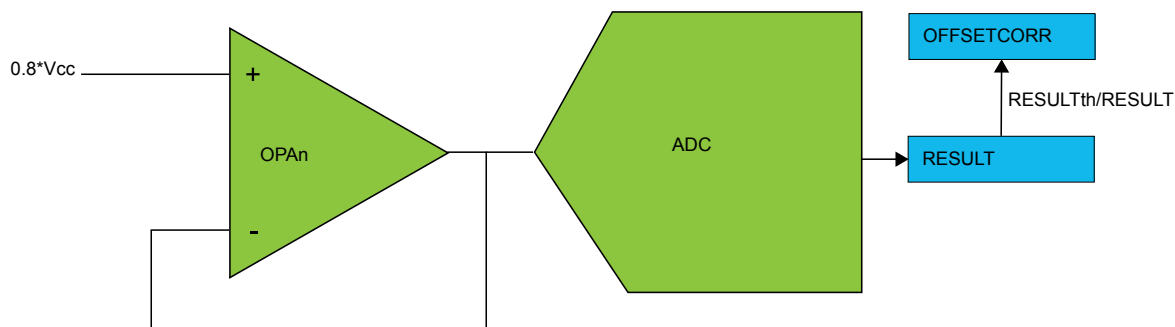 OFFSETCORR
0.8*Vcc
+
RESULTth/RESULT
OPAn
ADC
RESULT
-